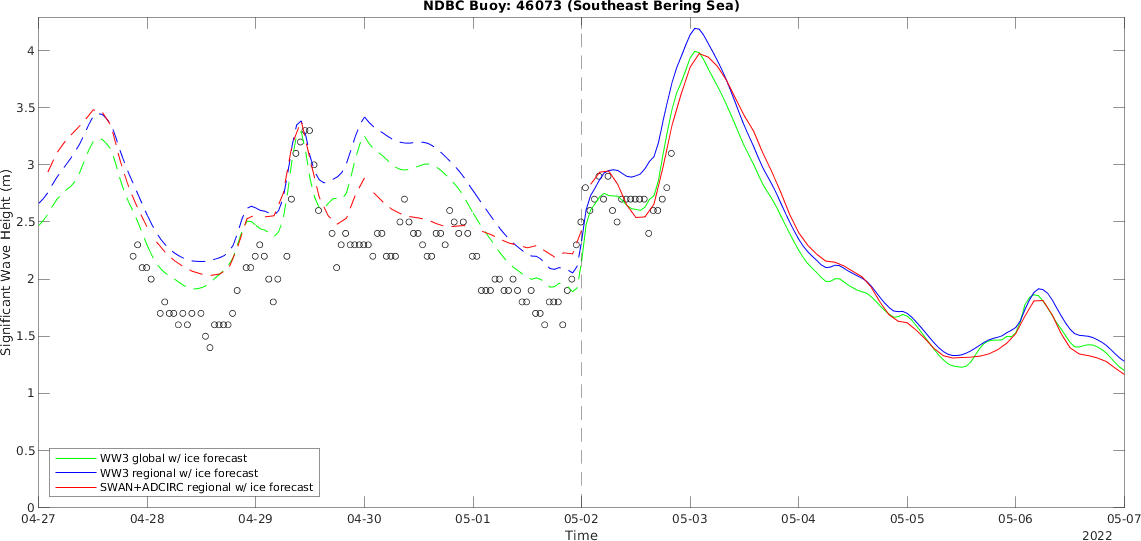 NDBC Buoy: 46073 (Southeast Bering Sea)
4
3.5
3
2.5
2
1.5
1
0.5
0
Significant Wave Height (m)
WW3 global w/ ice forecast
WW3 regional w/ ice forecast
SWAN+ADCIRC regional w/ ice forecast
04-27 04-28 04-29 04-30 05-01 05-02 05-03 05-04 05-05 05-06 05-07
Time
2022